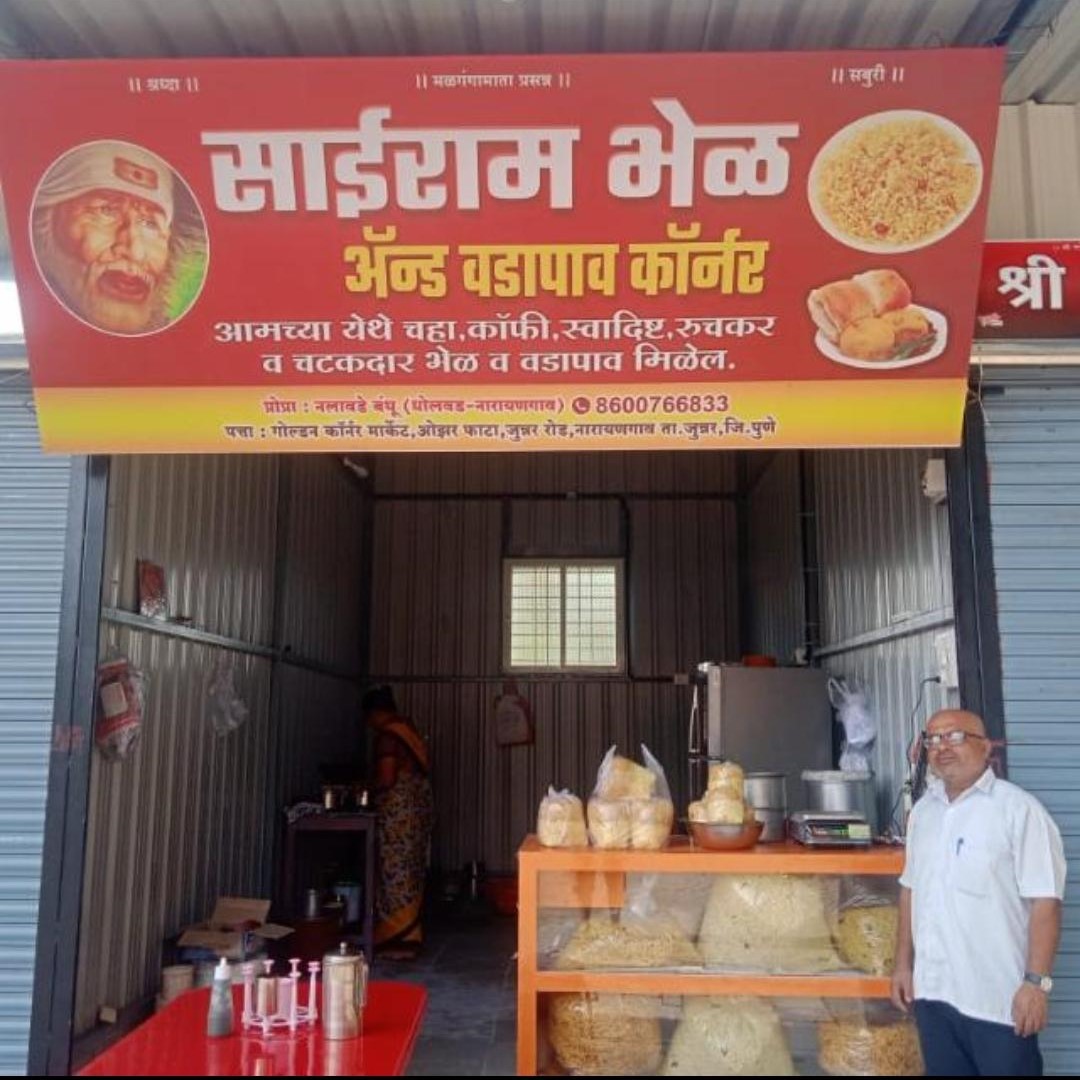 || श्रध्दा || || मळगंगामाता प्रसन्न || || सबुरी ||
साईराम भेळ
ॲन्ड वडापाव कॉर्नर
आमच्या येथे चहा,कॉफी,स्वादिष्ट,रुचकर
व चटकदार भेळ व वडापाव मिळेल.
प्रोप्रा : नलावडे बंधू (धोलवड-नारायणगाव) 8600766833
पत्ता : गोल्डन कॉर्नर मार्केट,ओझर फाटा,जुन्नर रोड,नारायणगाव ता.जुन्नर,जि.पुणे
श्री